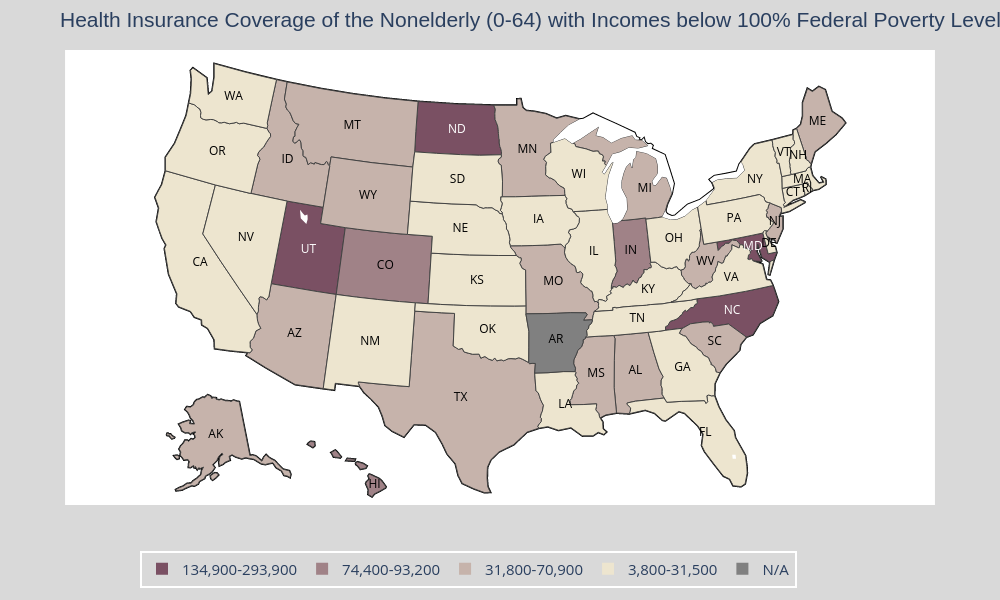 Health Insurance Coverage of the Nonelderly (0-64) with Incomes below 100% Federal Poverty Level
WA
MT
ND
MN
ME
OR
ID
WY
SD
WI
MI
NY
VT
NH
MA
CT
RI
NV
UT
CO
NE
IA
IL
IN
OH
PA
NJ
CA
KS
MO
KY
WV
MD
DE
VA
AZ
NM
OK
AR
TN
NC
SC
TX
LA
MS
AL
GA
FL
AK
HI
134,900-293,900 74,400-93,200 31,800-70,900 3,800-31,500 N/A